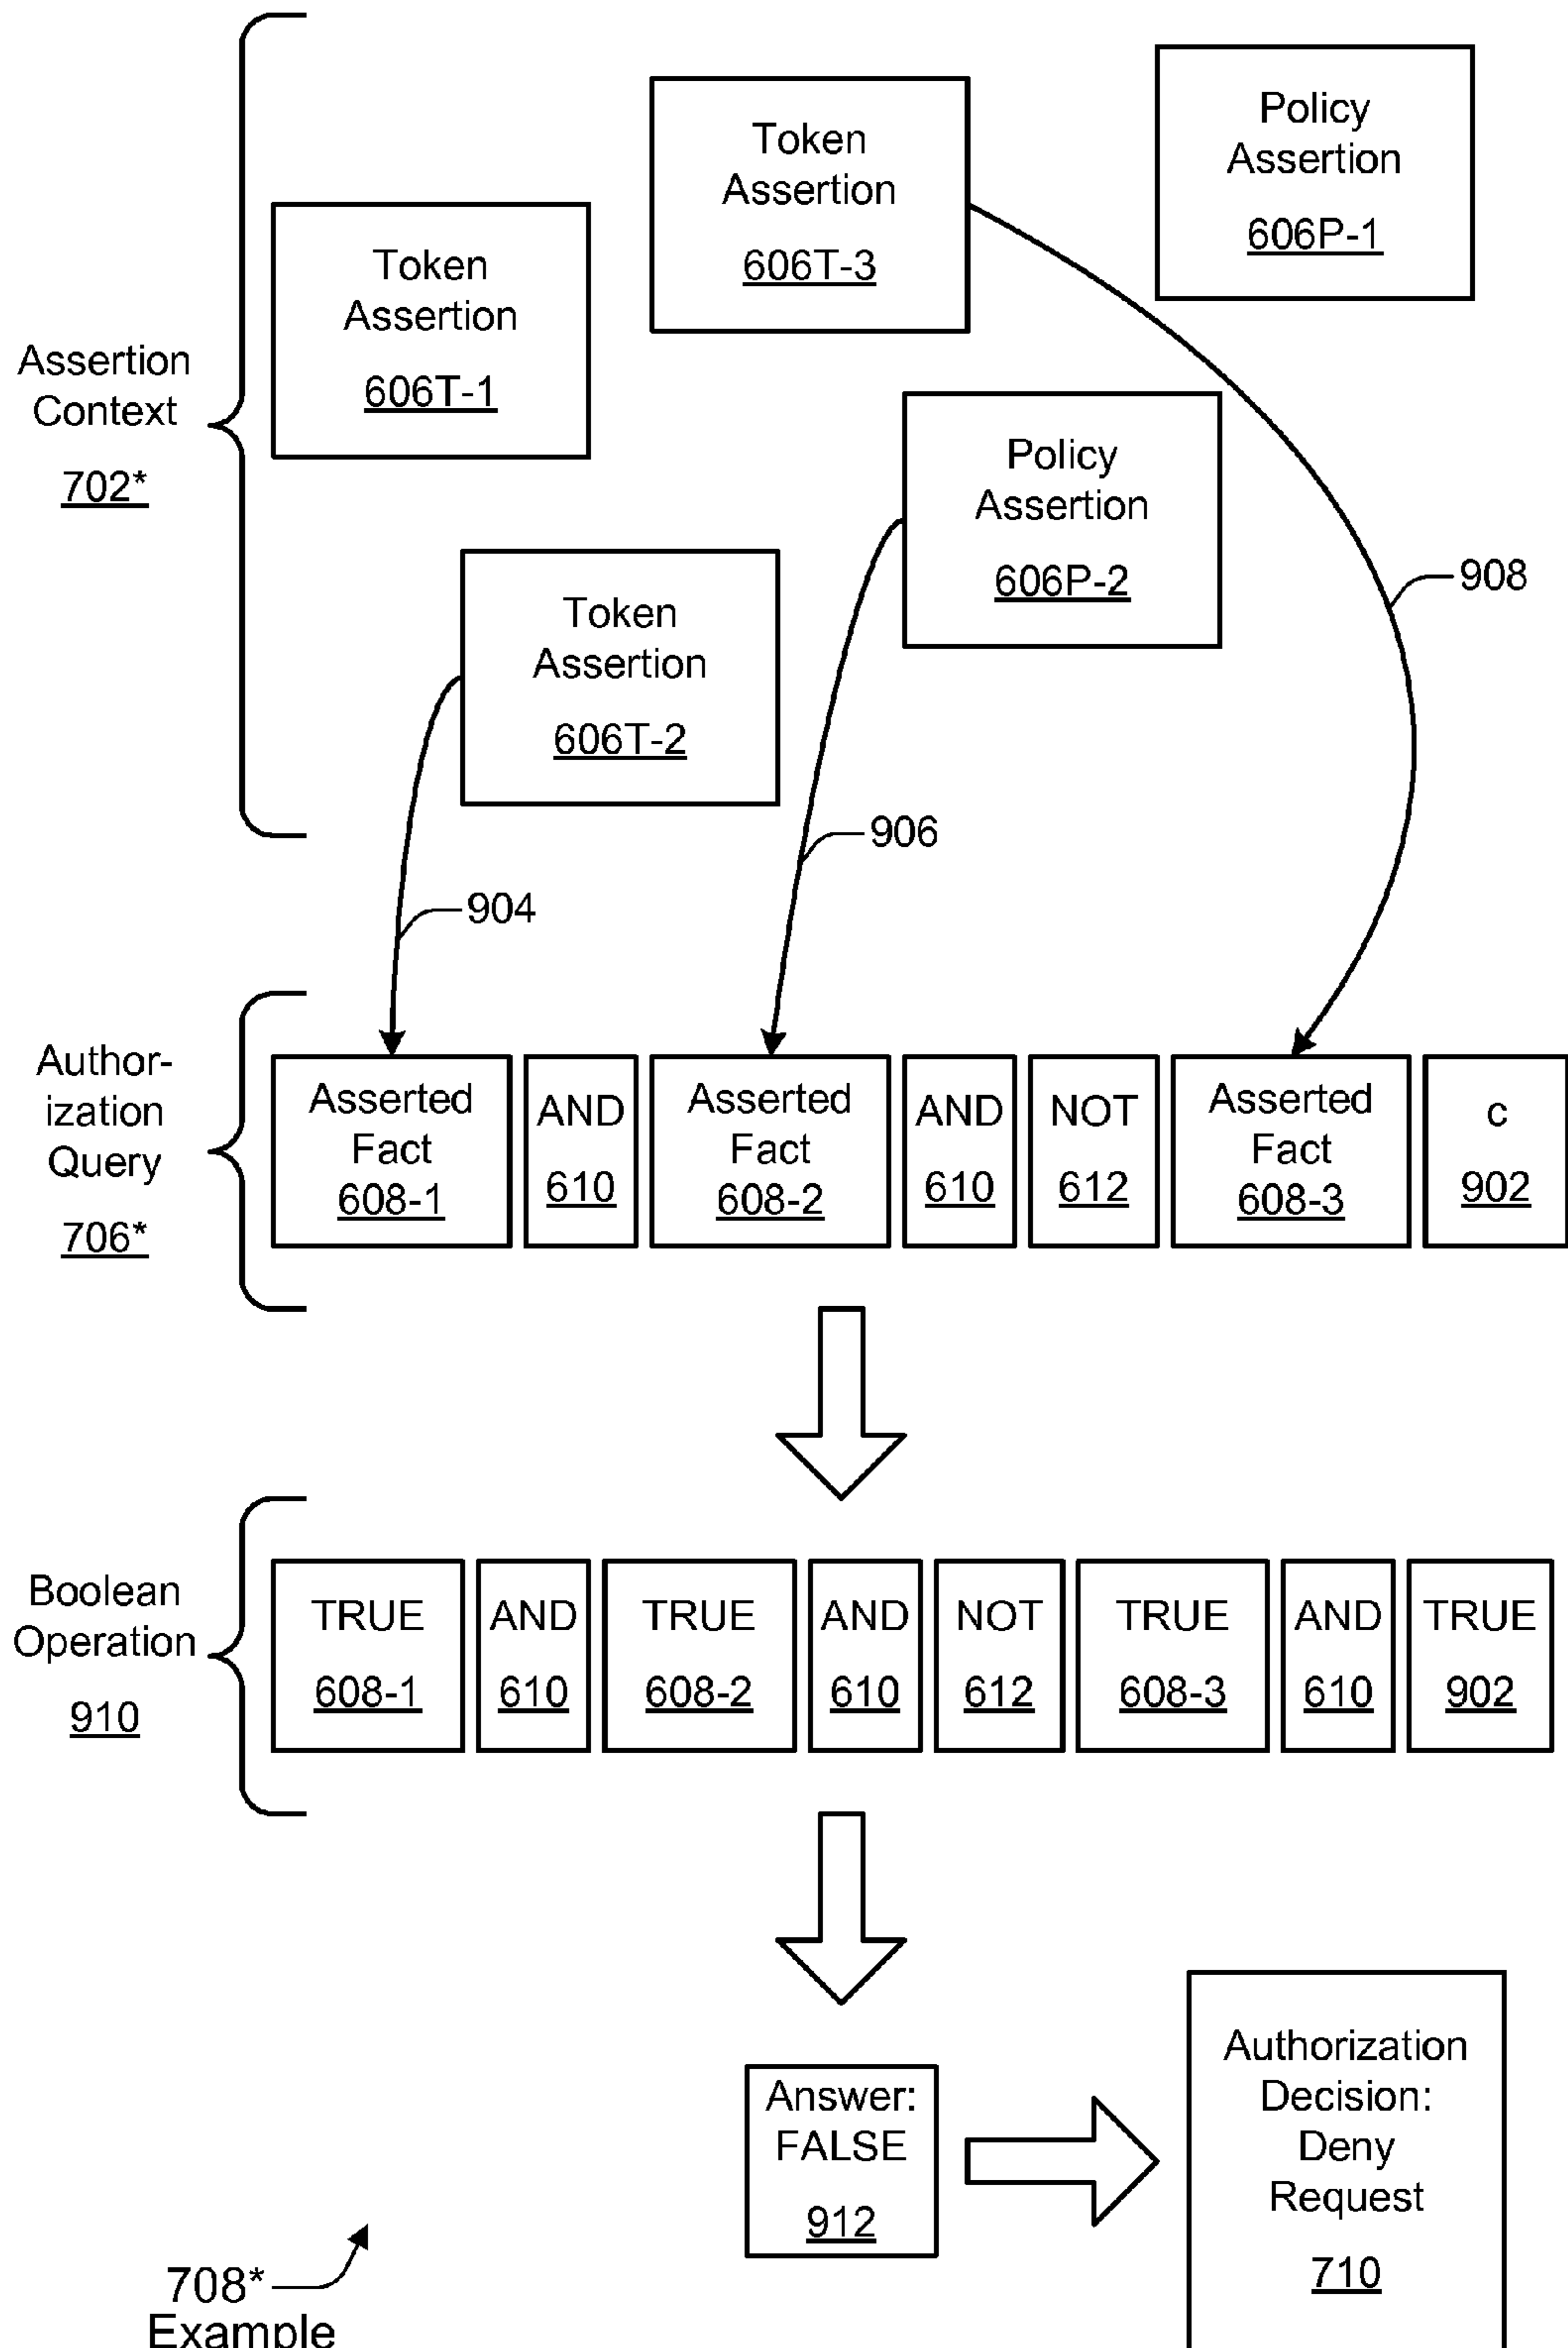 Assertion
Context
702*
Token
Assertion
606T-1
Token
Assertion
606T-3
Policy
Assertion
606P-1
Token
Assertion
606T-2
Policy
Assertion
606P-2
908
906
904
Author-
ization
Query
706*
Asserted
Fact
608-1
AND
610
Asserted
Fact
608-2
AND
610
NOT
612
Asserted
Fact
608-3
c
902
Boolean
Operation
910
TRUE
608-1
AND
610
TRUE
608-2
AND
610
NOT
612
TRUE
608-3
AND
610
TRUE
902
Answer:
FALSE
912
Authorization
Decision:
Deny
Request
710
708*
Example